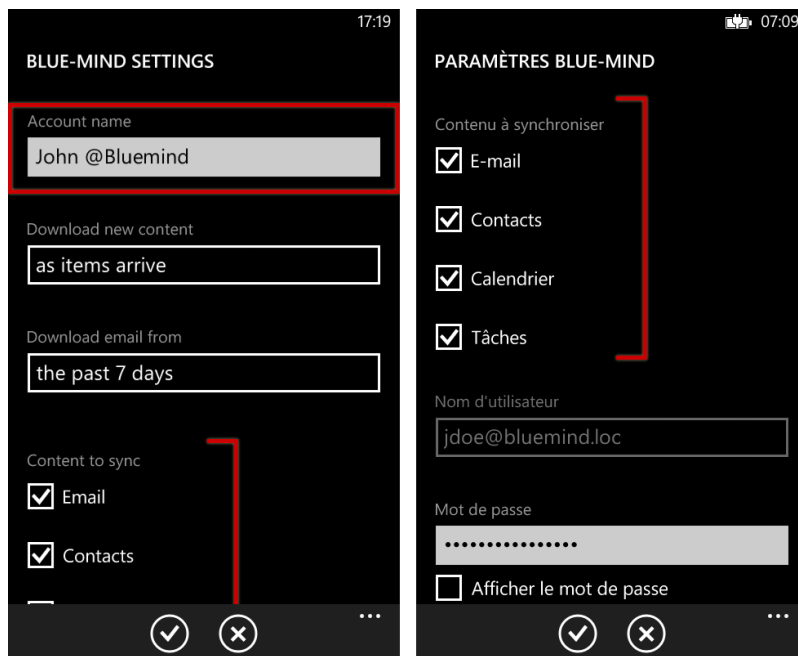 17:19
BLUE-MIND SETTINGS
Account name
John @Bluemind
Download new content
as items arrive
Download email from
the past 7 days
Content to sync
Email
Contacts
07:09
PARAMÈTRES BLUE-MIND
Contenu à synchroniser
E-mail
Contacts
Calendrier
Tâches
Nom d'utilisateur
jdoe@bluemind.loc
Mot de passe
••••••••••••••••
Afficher le mot de passe